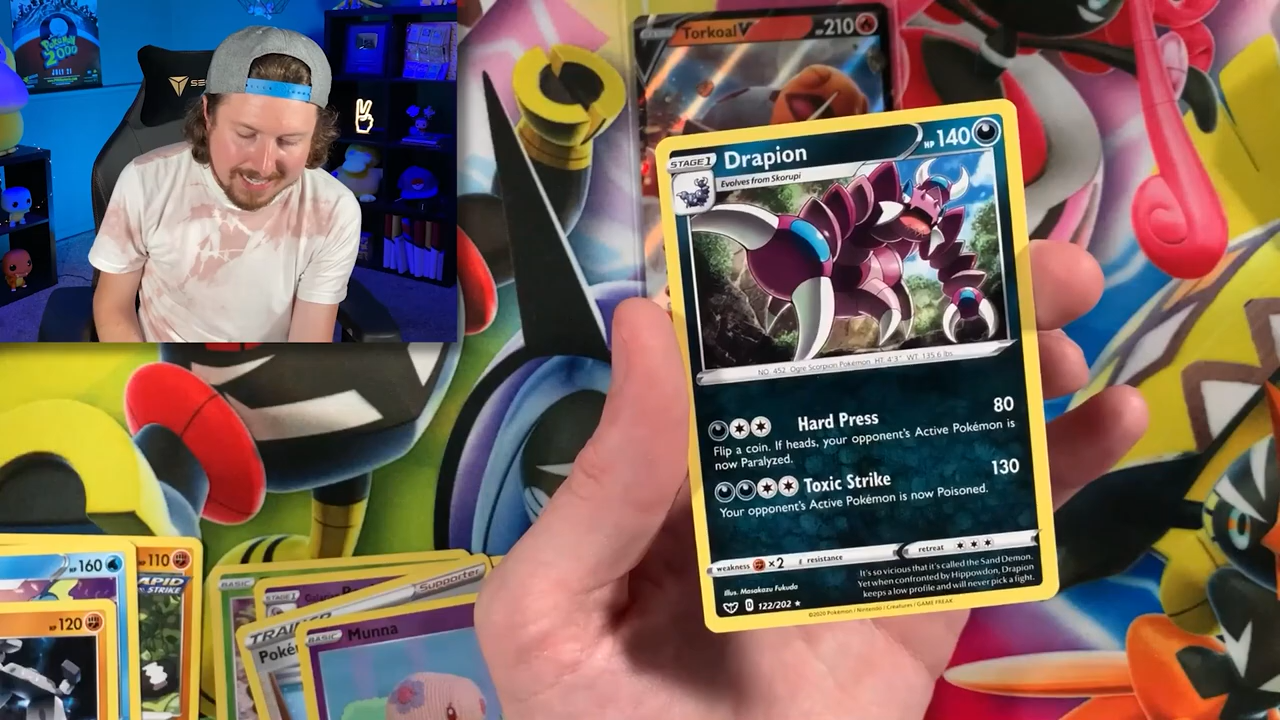 Pokémon
2000
JULY 21
Torkoal V 210
STAGE 1 Drapion HP 140
Evolves from Skorupi
NO. 452 Ogre Scorpion Pokémon HT: 4'3" WT: 135.6 lbs.
Hard Press 80
Flip a coin. If heads, your opponent's Active Pokémon is
now Paralyzed.
Toxic Strike 130
Your opponent's Active Pokémon is now Poisoned.
weakness ×2 resistance retreat
Illus. Masakazu Fukuda
D 122/202 ★
It's so vicious that it's called the Sand Demon.
Yet when confronted by Hippowdon, Drapion
keeps a low profile and will never pick a fight.
©2020 Pokémon / Nintendo / Creatures / GAME FREAK
HP 160
110
RAPID
STRIKE
HP 120
BASIC
STAGE 1
Supporter
TRAINER
Poké
BASIC Munna